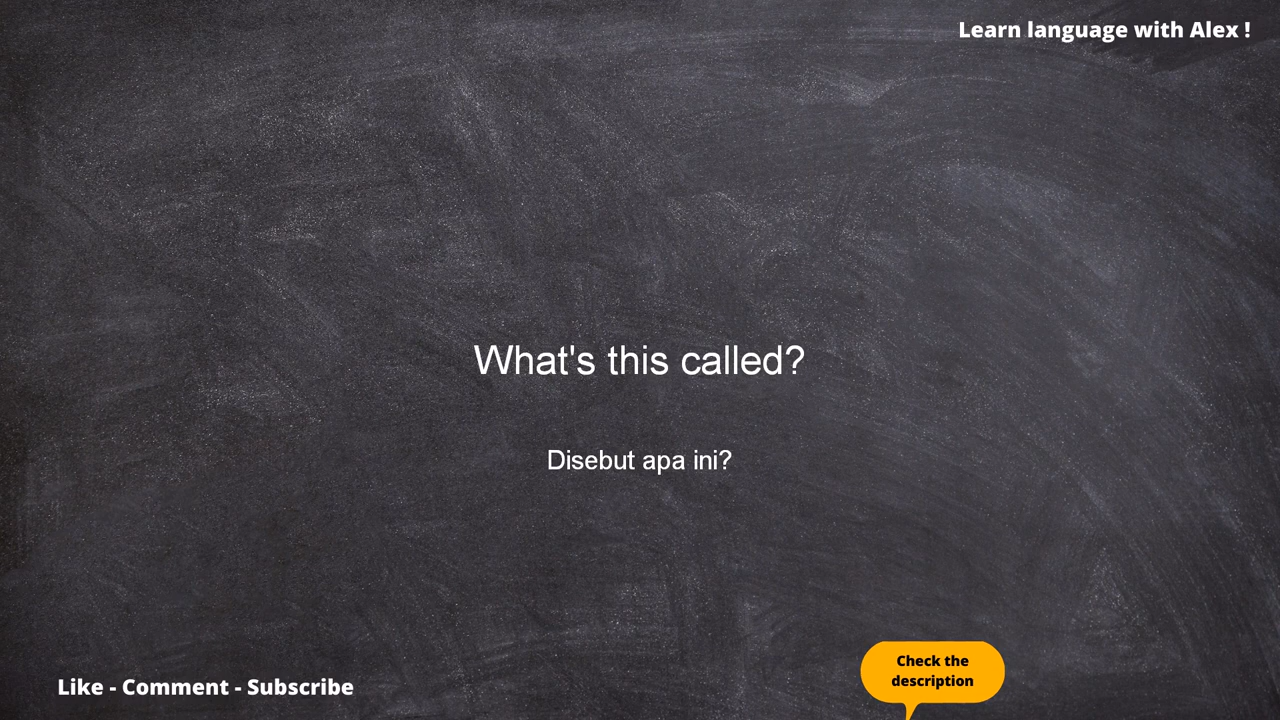 Learn language with Alex !
What's this called?
Disebut apa ini?
Check the
description
Like - Comment - Subscribe